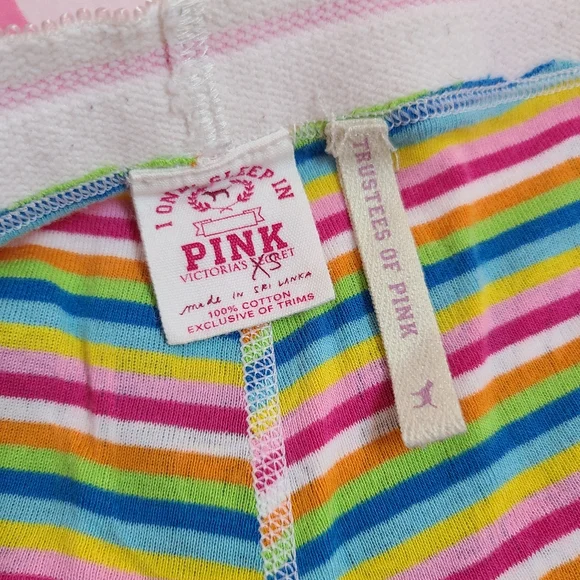 I ONLY SLEEP IN
PINK
VICTORIA'S SECRET
XS
made in SRI LANKA
100% COTTON
EXCLUSIVE OF TRIMS
TRUSTEES OF PINK